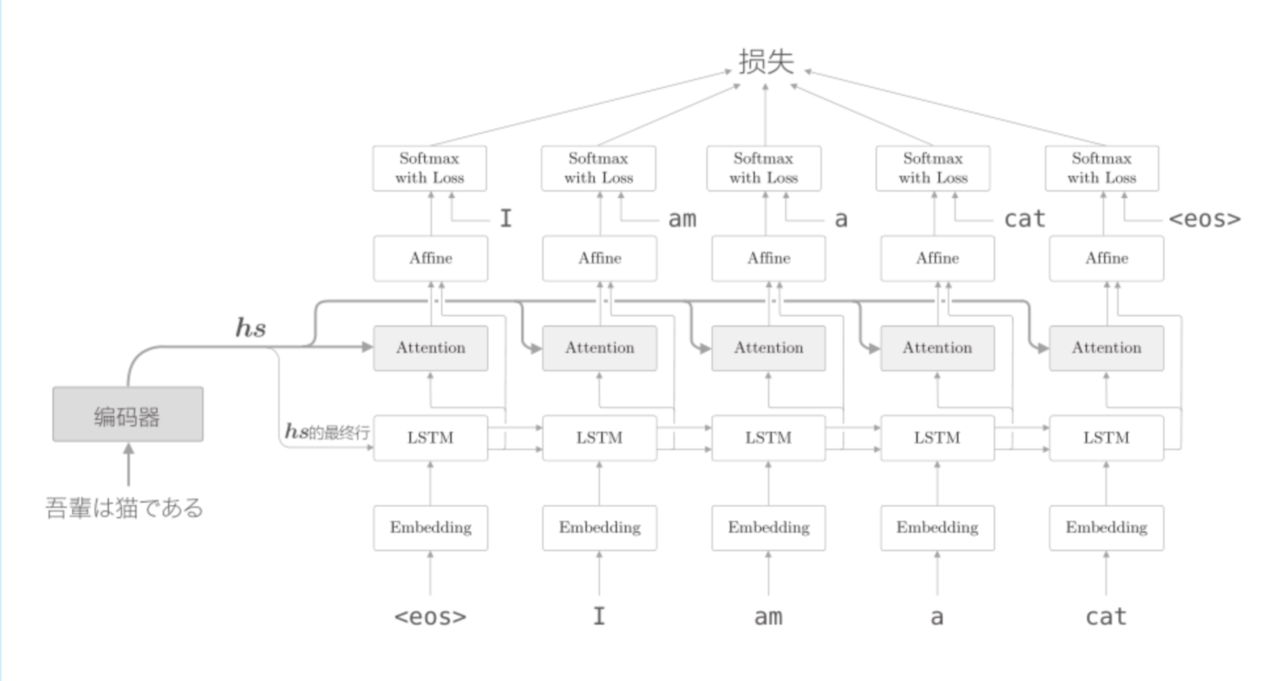 损失
Softmax
with Loss
Softmax
with Loss
Softmax
with Loss
Softmax
with Loss
Softmax
with Loss
I
am
a
cat
<eos>
Affine
Affine
Affine
Affine
Affine
hs
Attention
Attention
Attention
Attention
Attention
编码器
hs的最终行
LSTM
LSTM
LSTM
LSTM
LSTM
吾輩は猫である
Embedding
Embedding
Embedding
Embedding
Embedding
<eos>
I
am
a
cat